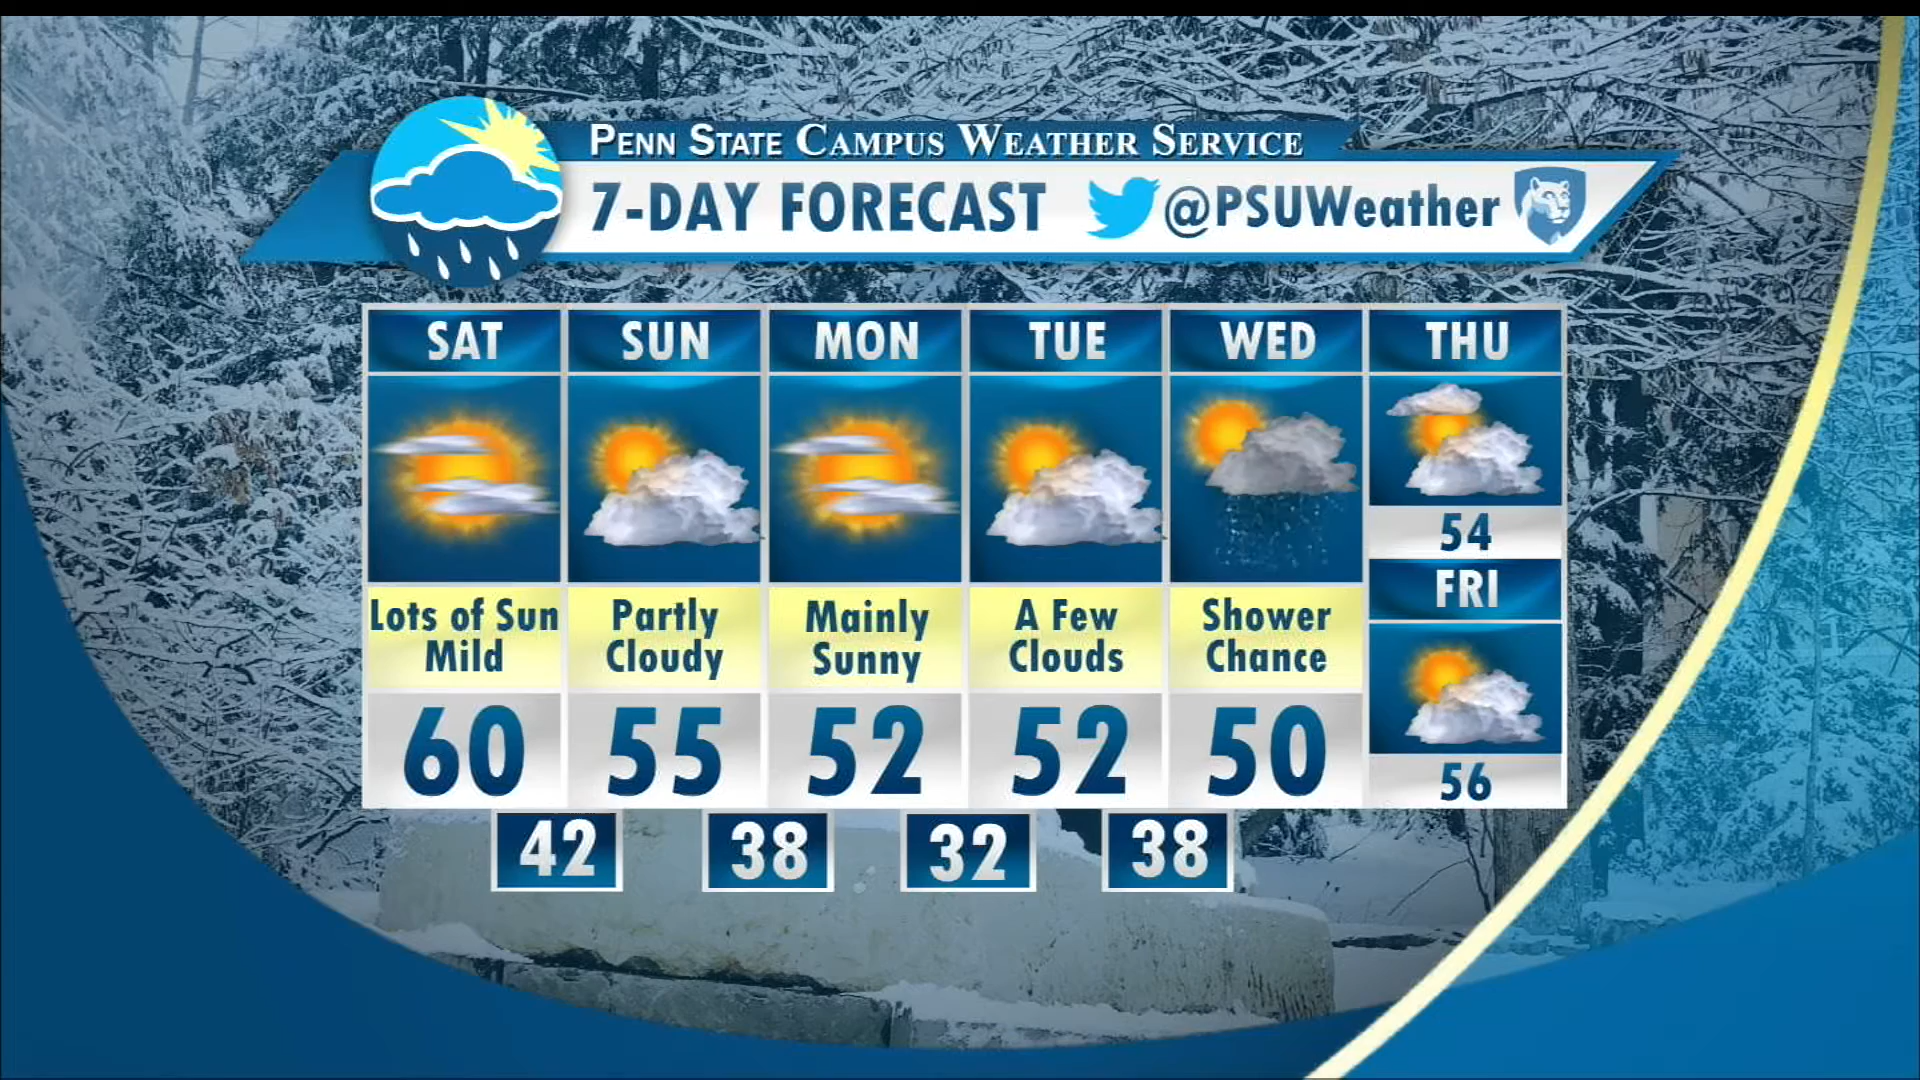 PENN STATE CAMPUS WEATHER SERVICE
7-DAY FORECAST @PSUWeather
SAT SUN MON TUE WED THU
54
FRI
Lots of Sun Partly Mainly A Few Shower
Mild Cloudy Sunny Clouds Chance
60 55 52 52 50 56
42 38 32 38